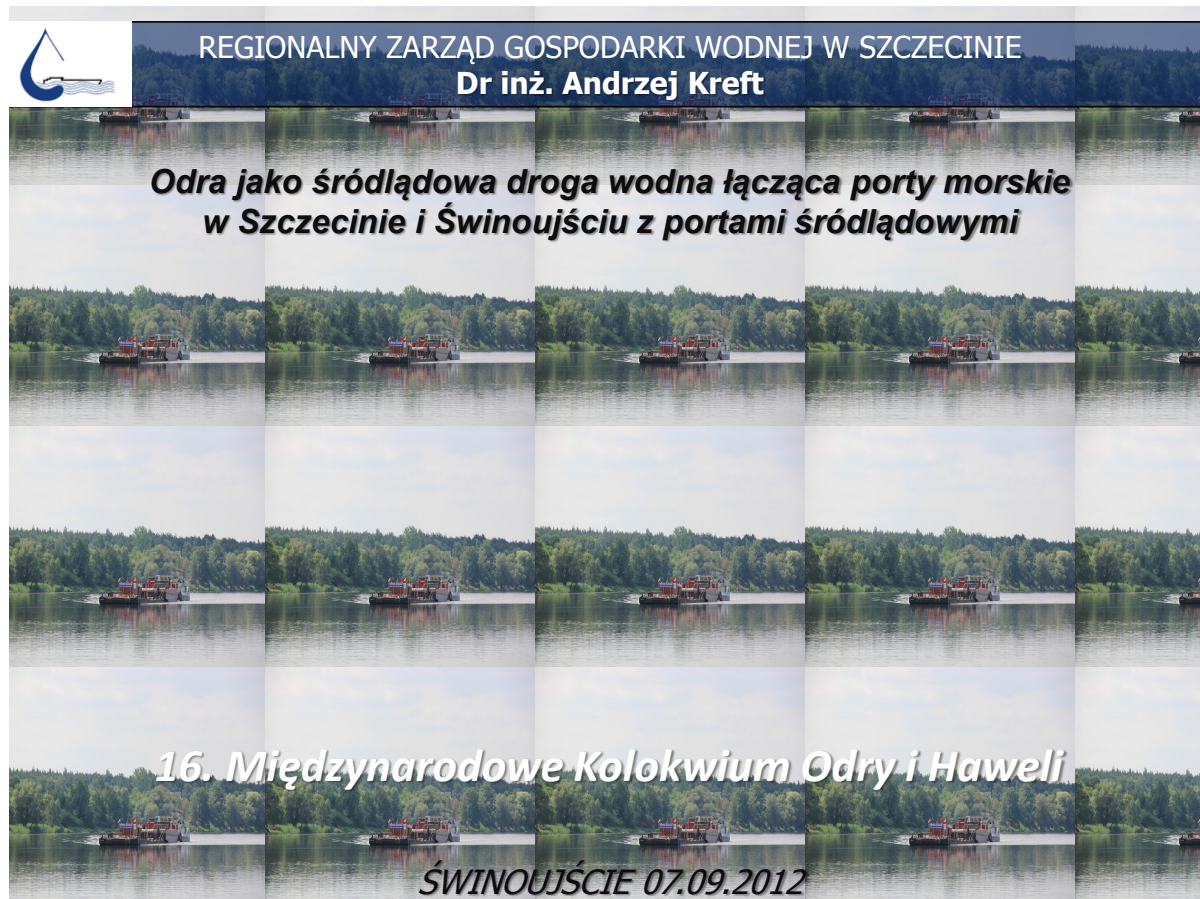 REGIONALNY ZARZĄD GOSPODARKI WODNEJ W SZCZECINIE
Dr inż. Andrzej Kreft
Odra jako śródlądowa droga wodna łącząca porty morskie
w Szczecinie i Świnoujściu z portami śródlądowymi
16. Międzynarodowe Kolokwium Odry i Haweli
ŚWINOUJŚCIE 07.09.2012